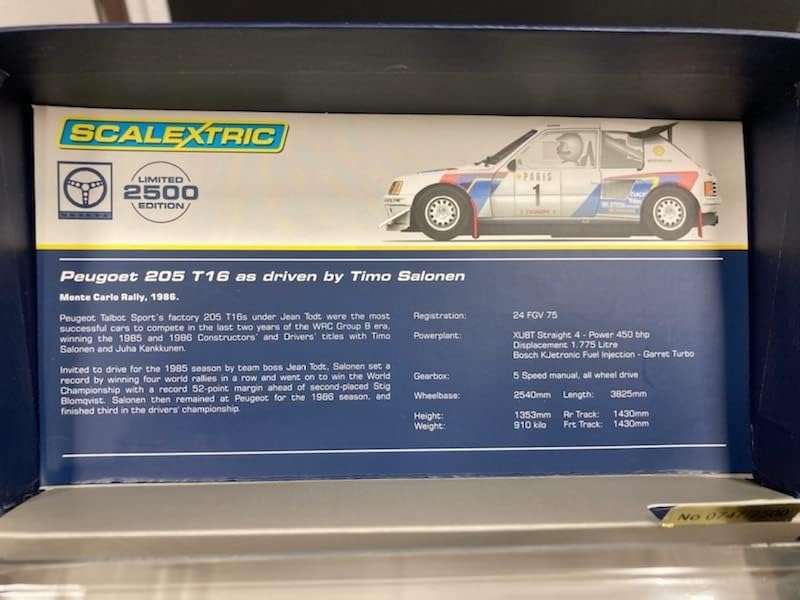 SCALEXTRIC
LIMITED
2500
EDITION
PARIS
1
Peugoet 205 T16 as driven by Timo Salonen
Monte Carlo Rally, 1986.
Peugeot Talbot Sport's factory 205 T16s under Jean Todt were the most
successful cars to compete in the last two years of the WRC Group B era,
winning the 1985 and 1986 Constructors' and Drivers' titles with Timo
Salonen and Juha Kankkunen.
Invited to drive for the 1985 season by team boss Jean Todt, Salonen set a
record by winning four world rallies in a row and went on to win the World
Championship with a record 52-point margin ahead of second-placed Stig
Blomqvist. Salonen then remained at Peugeot for the 1986 season, and
finished third in the drivers' championship.
Registration: 24 FGV 75
Powerplant: XU8T Straight 4 - Power 450 bhp
Displacement 1.775 Litre
Bosch KJetronic Fuel Injection - Garret Turbo
Gearbox: 5 Speed manual, all wheel drive
Wheelbase: 2540mm Length: 3825mm
Height: 1353mm Rr Track: 1430mm
Weight: 910 kilo Frt Track: 1430mm
No